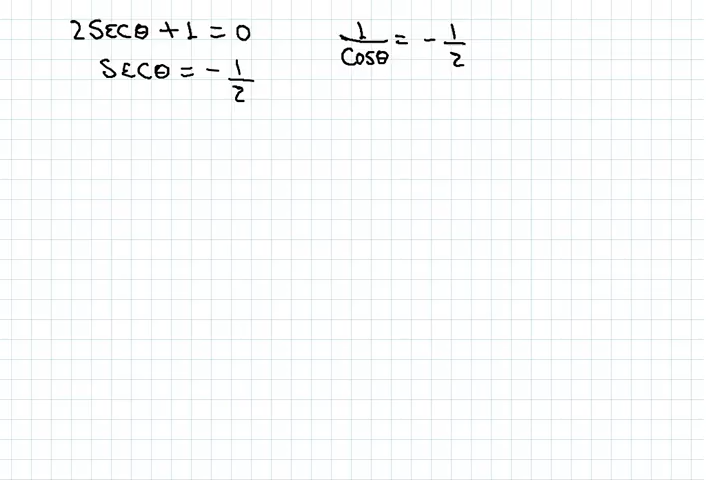 2SECθ + 1 = 0
SECθ = - 1/2
1/COSθ = - 1/2